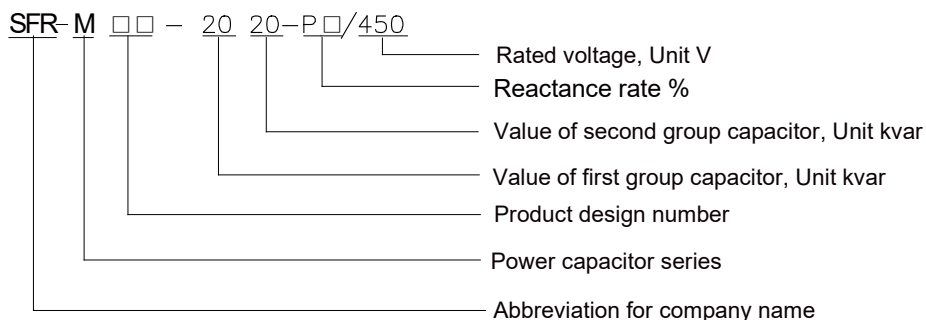 SFR-M □□ - 20 20-P□/450
Rated voltage, Unit V
Reactance rate %
Value of second group capacitor, Unit kvar
Value of first group capacitor, Unit kvar
Product design number
Power capacitor series
Abbreviation for company name